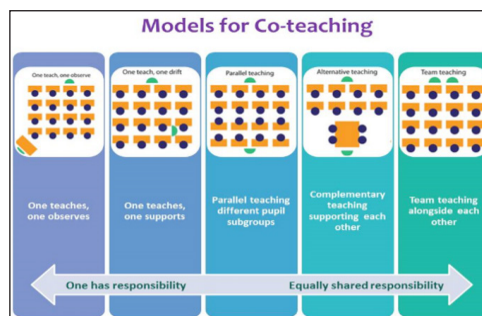 Models for Co-teaching
One teach, one observe
One teach, one drift
Parallel teaching
Alternative teaching
Team teaching
One teaches,
one observes
One teaches,
one supports
Parallel teaching
different pupil
subgroups
Complementary
teaching
supporting each
other
Team teaching
alongside each
other
One has responsibility
Equally shared responsibility